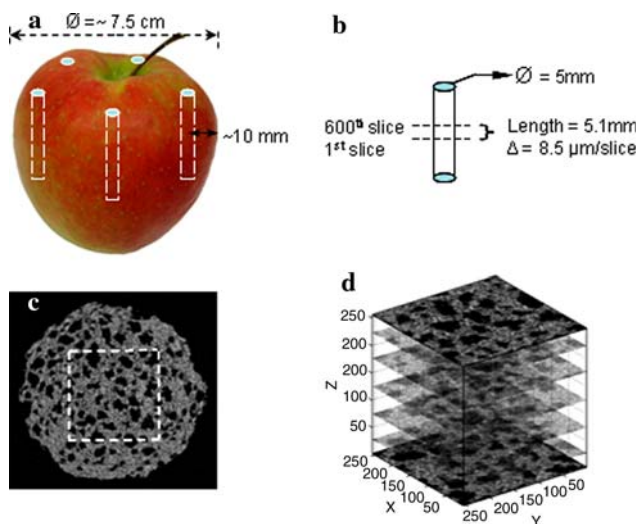 a
Ø =~ 7.5 cm
~10 mm
b
Ø = 5mm
600th slice
1st slice
Length = 5.1mm
Δ = 8.5 µm/slice
c
d
250
200
200
100
50
250
Z
200
150
100
50
X
250
200
150
100
50
Y